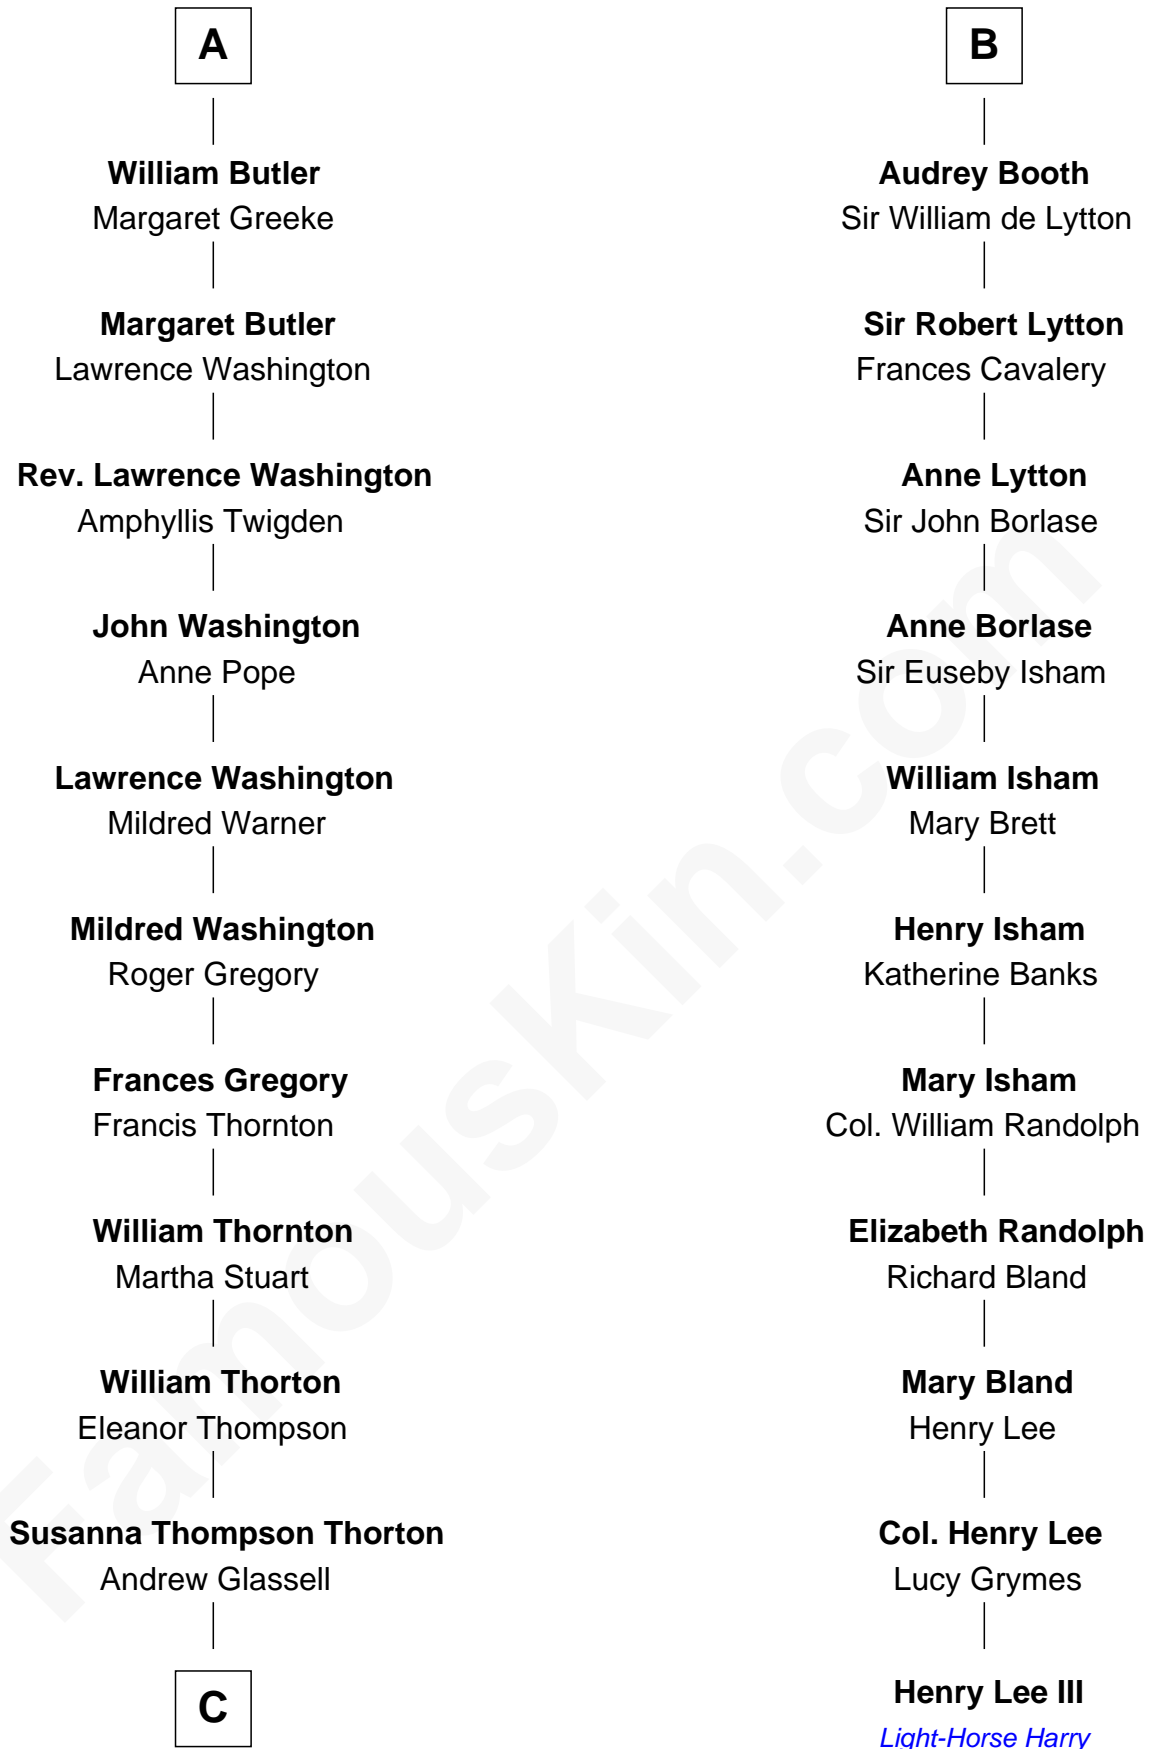 A
William Butler
Margaret Greeke
Margaret Butler
Lawrence Washington
Rev. Lawrence Washington
Amphyllis Twigden
John Washington
Anne Pope
Lawrence Washington
Mildred Warner
Mildred Washington
Roger Gregory
Frances Gregory
Francis Thornton
William Thornton
Martha Stuart
William Thorton
Eleanor Thompson
Susanna Thompson Thorton
Andrew Glassell
C
B
Audrey Booth
Sir William de Lytton
Sir Robert Lytton
Frances Cavalery
Anne Lytton
Sir John Borlase
Anne Borlase
Sir Euseby Isham
William Isham
Mary Brett
Henry Isham
Katherine Banks
Mary Isham
Col. William Randolph
Elizabeth Randolph
Richard Bland
Mary Bland
Henry Lee
Col. Henry Lee
Lucy Grymes
Henry Lee III
Light-Horse Harry
FamousKin.com